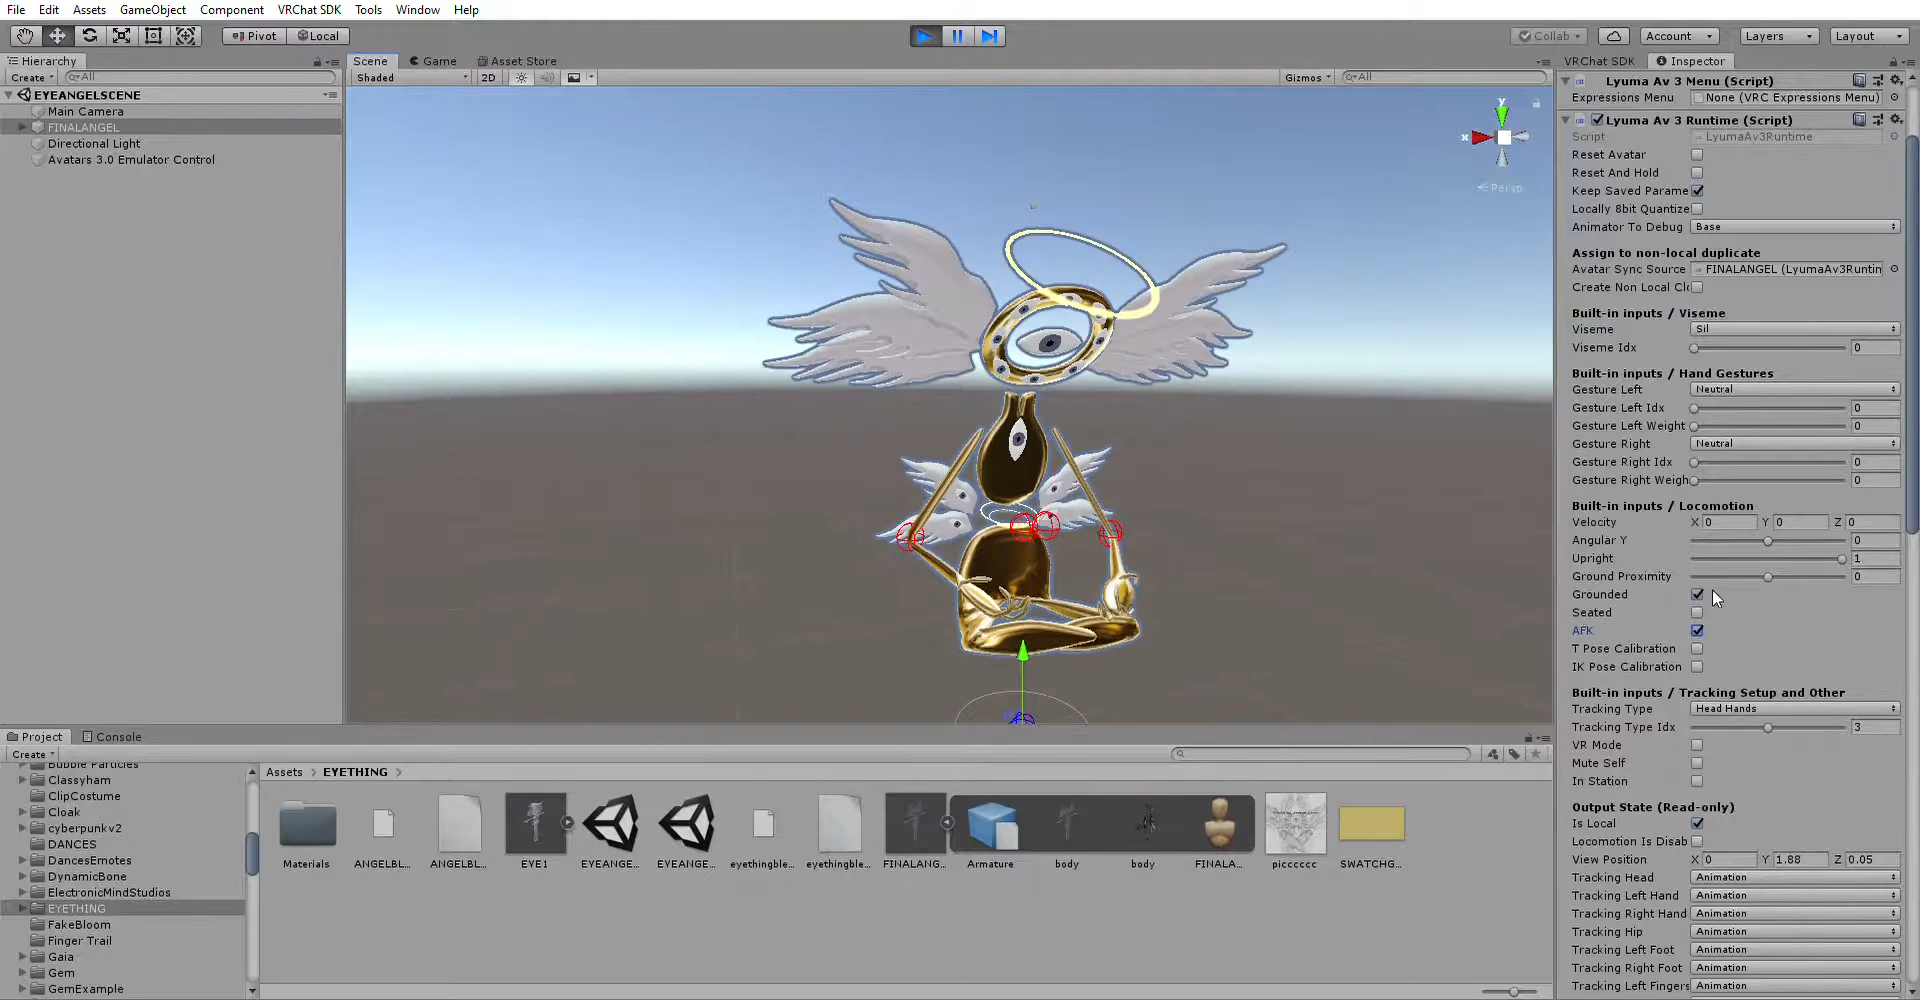 File Edit Assets GameObject Component VRChat SDK Tools Window Help
Pivot Local Collab Account Layers Layout
Hierarchy
Create All
EYEANGELSCENE
Main Camera
FINALANGEL
Directional Light
Avatars 3.0 Emulator Control
Scene Game Asset Store
Shaded 2D Gizmos All
y
x
Persp
VRChat SDK Inspector
Lyuma Av 3 Menu (Script)
Expressions Menu None (VRC Expressions Menu)
Lyuma Av 3 Runtime (Script)
Script LyumaAv3Runtime
Reset Avatar
Reset And Hold
Keep Saved Parame
Locally 8bit Quantize
Animator To Debug Base
Assign to non-local duplicate
Avatar Sync Source FINALANGEL (LyumaAv3Runtin
Create Non Local Cl
Built-in inputs / Viseme
Viseme Sil
Viseme Idx 0
Built-in inputs / Hand Gestures
Gesture Left Neutral
Gesture Left Idx 0
Gesture Left Weight 0
Gesture Right Neutral
Gesture Right Idx 0
Gesture Right Weigh 0
Built-in inputs / Locomotion
Velocity X 0 Y 0 Z 0
Angular Y 0
Upright 1
Ground Proximity 0
Grounded
Seated
AFK
T Pose Calibration
IK Pose Calibration
Built-in inputs / Tracking Setup and Other
Tracking Type Head Hands
Tracking Type Idx 3
VR Mode
Mute Self
In Station
Output State (Read-only)
Is Local
Locomotion Is Disab
View Position X 0 Y 1.88 Z 0.05
Tracking Head Animation
Tracking Left Hand Animation
Tracking Right Hand Animation
Tracking Hip Animation
Tracking Left Foot Animation
Tracking Right Foot Animation
Tracking Left Fingers Animation
Project Console
Create
Bubble Particles
Classyham
ClipCostume
Cloak
cyberpunkv2
DANCES
DancesEmotes
DynamicBone
ElectronicMindStudios
EYETHING
FakeBloom
Finger Trail
Gaia
Gem
GemExample
Assets > EYETHING >
Materials ANGELBL... ANGELBL... EYE1 EYEANGE... EYEANGE... eyethingble... eyethingble... FINALANG... Armature body body FINALA... picccccc SWATCHG...